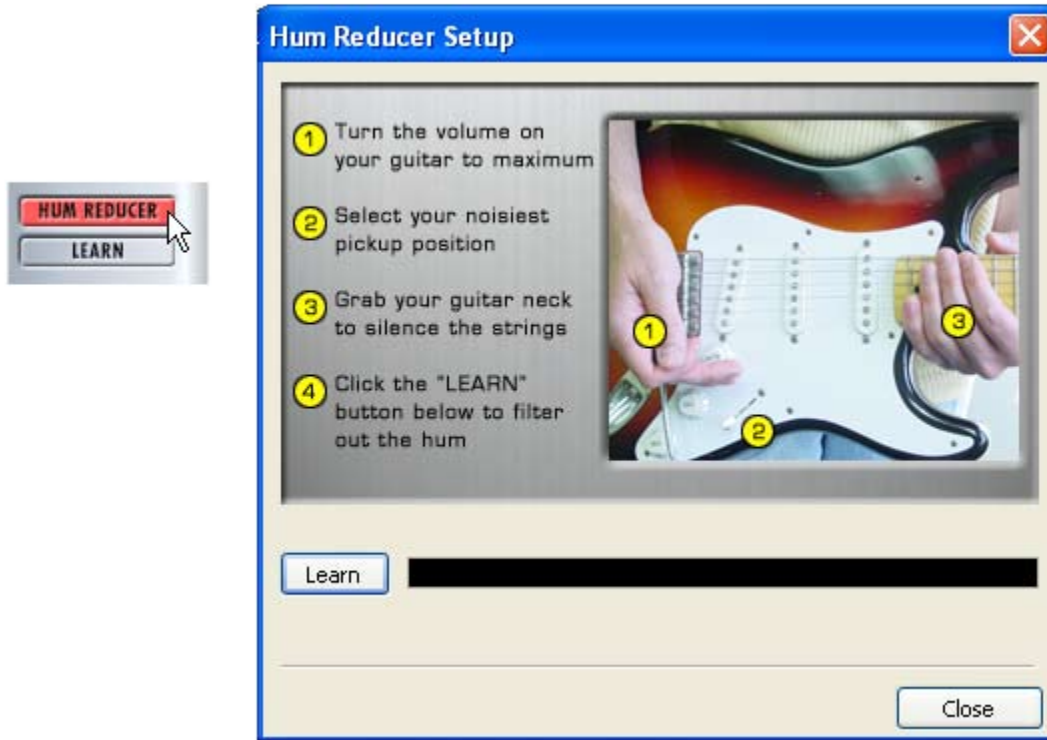 HUM REDUCER
LEARN
Hum Reducer Setup
1 Turn the volume on
your guitar to maximum
2 Select your noisiest
pickup position
3 Grab your guitar neck
to silence the strings
4 Click the "LEARN"
button below to filter
out the hum
1
3
2
Learn
Close